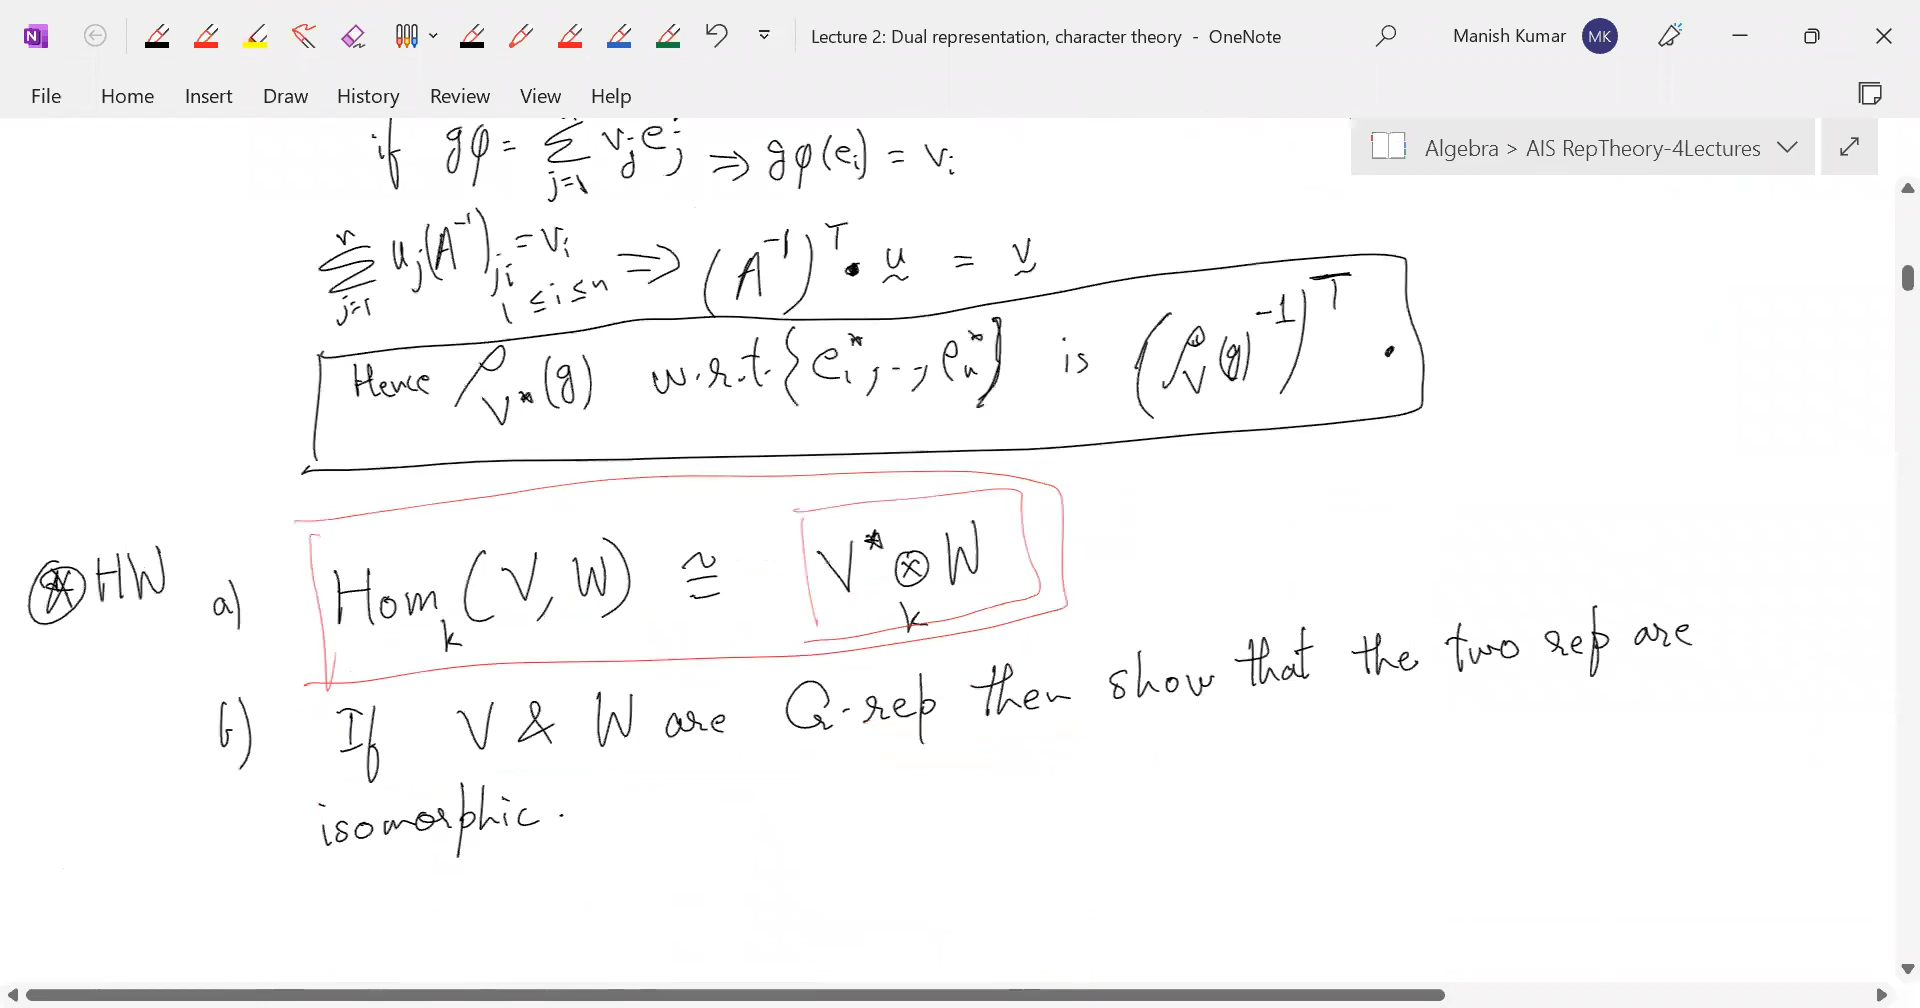 Lecture 2: Dual representation, character theory - OneNote
Manish Kumar MK
File Home Insert Draw History Review View Help
Algebra > AIS RepTheory-4Lectures
if gφ = Σ_{j=1}^{n} v_j e_j^* ⇒ gφ(e_i) = v_i
Σ_{j=1}^{n} u_j (A^{-1})_{ji} = v_i 1 ≤ i ≤ n ⇒ (A^{-1})^T · u = v
Hence ρ_{V*}(g) w.r.t. {e_1^*, .., e_n^*} is (ρ_V(g)^{-1})^T .
⊛ HW a) Hom_k (V, W) ≅ V* ⊗_k W
b) If V & W are G-rep then show that the two rep are
isomorphic.